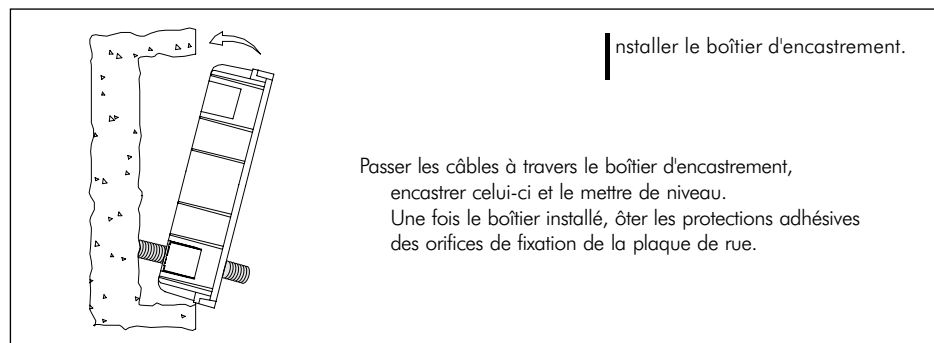 Installer le boîtier d'encastrement.
Passer les câbles à travers le boîtier d'encastrement,
encastrer celui-ci et le mettre de niveau.
Une fois le boîtier installé, ôter les protections adhésives
des orifices de fixation de la plaque de rue.